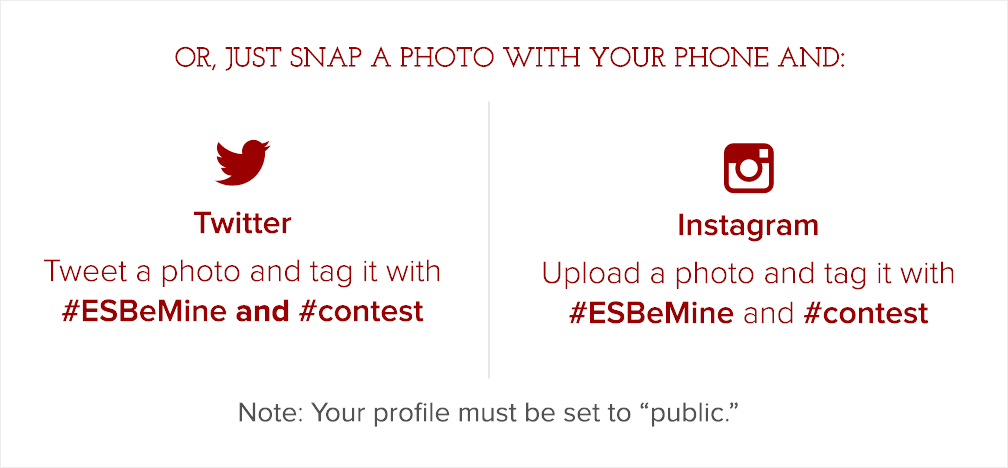 OR, JUST SNAP A PHOTO WITH YOUR PHONE AND:
Twitter
Tweet a photo and tag it with
#ESBeMine and #contest
Instagram
Upload a photo and tag it with
#ESBeMine and #contest
Note: Your profile must be set to “public.”